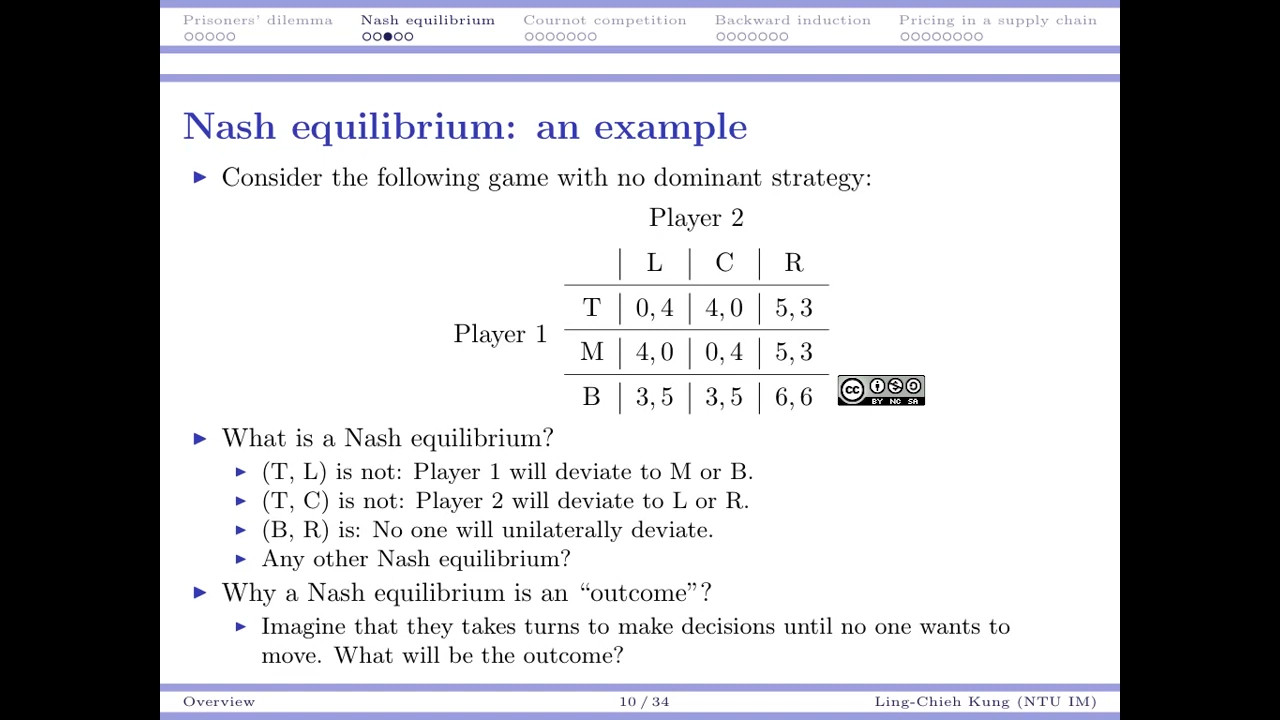 Prisoners' dilemma Nash equilibrium Cournot competition Backward induction Pricing in a supply chain
Nash equilibrium: an example
Consider the following game with no dominant strategy:
Player 2
L C R
T 0, 4 4, 0 5, 3
Player 1
M 4, 0 0, 4 5, 3
B 3, 5 3, 5 6, 6
cc BY NC SA
What is a Nash equilibrium?
(T, L) is not: Player 1 will deviate to M or B.
(T, C) is not: Player 2 will deviate to L or R.
(B, R) is: No one will unilaterally deviate.
Any other Nash equilibrium?
Why a Nash equilibrium is an “outcome”?
Imagine that they takes turns to make decisions until no one wants to
move. What will be the outcome?
Overview 10 / 34 Ling-Chieh Kung (NTU IM)